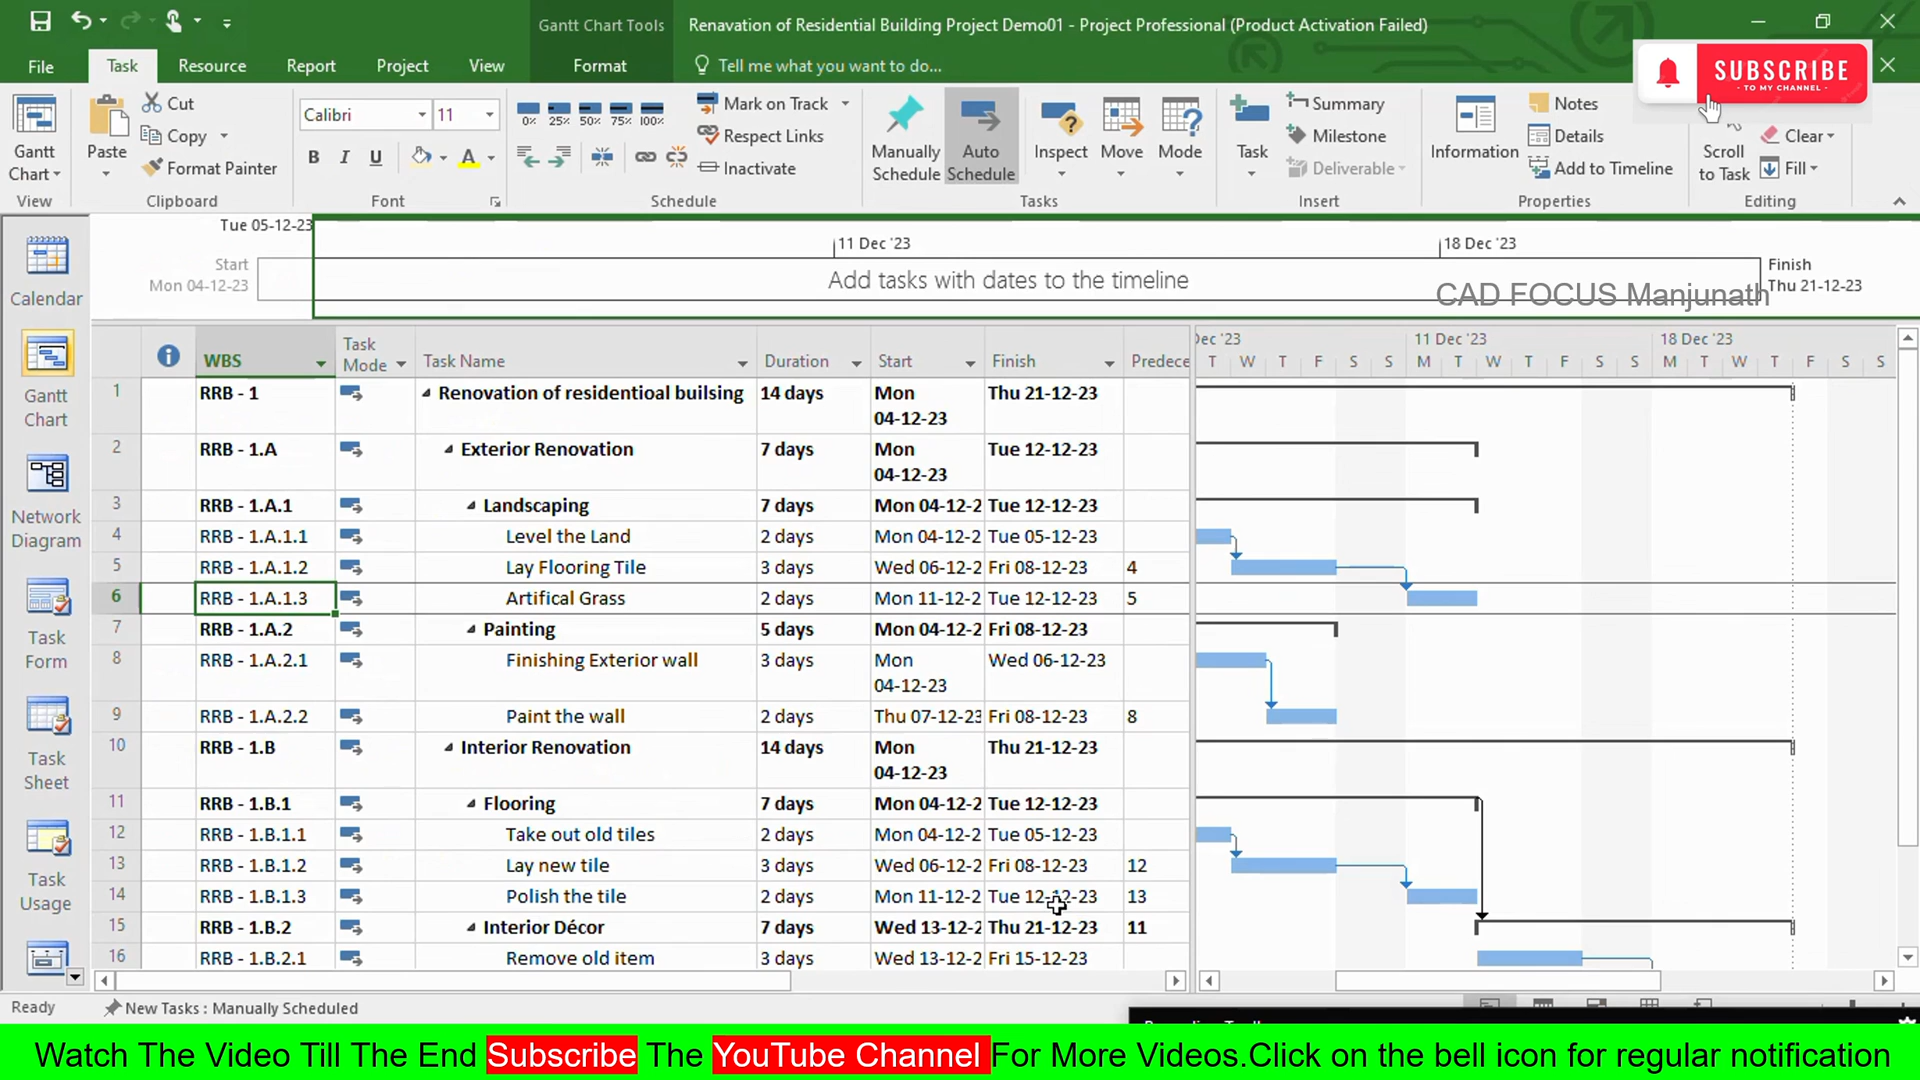 Gantt Chart Tools
Renavation of Residential Building Project Demo01 - Project Professional (Product Activation Failed)
File Task Resource Report Project View Format Tell me what you want to do...
SUBSCRIBE
- TO MY CHANNEL -
Gantt Chart
View
Paste
Cut
Copy
Format Painter
Clipboard
Calibri 11
B I U A
Font
0% 25% 50% 75% 100%
Mark on Track
Respect Links
Inactivate
Schedule
Manually Schedule
Auto Schedule
Inspect
Move
Mode
Tasks
Task
Summary
Milestone
Deliverable
Insert
Information
Notes
Details
Add to Timeline
Properties
Scroll to Task
Clear
Fill
Editing
Tue 05-12-23
11 Dec '23 18 Dec '23
Start
Mon 04-12-23
Add tasks with dates to the timeline
Finish
Thu 21-12-23
CAD FOCUS Manjunath
Calendar
Gantt Chart
Network Diagram
Task Form
Task Sheet
Task Usage
WBS Task Mode Task Name Duration Start Finish Predece
Dec '23 11 Dec '23 18 Dec '23
T W T F S S M T W T F S S M T W T F S S
1 RRB - 1 Renovation of residentioal builsing 14 days Mon 04-12-23 Thu 21-12-23
2 RRB - 1.A Exterior Renovation 7 days Mon 04-12-23 Tue 12-12-23
3 RRB - 1.A.1 Landscaping 7 days Mon 04-12-2 Tue 12-12-23
4 RRB - 1.A.1.1 Level the Land 2 days Mon 04-12-2 Tue 05-12-23
5 RRB - 1.A.1.2 Lay Flooring Tile 3 days Wed 06-12-2 Fri 08-12-23 4
6 RRB - 1.A.1.3 Artifical Grass 2 days Mon 11-12-2 Tue 12-12-23 5
7 RRB - 1.A.2 Painting 5 days Mon 04-12-2 Fri 08-12-23
8 RRB - 1.A.2.1 Finishing Exterior wall 3 days Mon 04-12-23 Wed 06-12-23
9 RRB - 1.A.2.2 Paint the wall 2 days Thu 07-12-23 Fri 08-12-23 8
10 RRB - 1.B Interior Renovation 14 days Mon 04-12-23 Thu 21-12-23
11 RRB - 1.B.1 Flooring 7 days Mon 04-12-2 Tue 12-12-23
12 RRB - 1.B.1.1 Take out old tiles 2 days Mon 04-12-2 Tue 05-12-23
13 RRB - 1.B.1.2 Lay new tile 3 days Wed 06-12-2 Fri 08-12-23 12
14 RRB - 1.B.1.3 Polish the tile 2 days Mon 11-12-2 Tue 12-12-23 13
15 RRB - 1.B.2 Interior Décor 7 days Wed 13-12-2 Thu 21-12-23 11
16 RRB - 1.B.2.1 Remove old item 3 days Wed 13-12-2 Fri 15-12-23
Ready New Tasks : Manually Scheduled
Watch The Video Till The End Subscribe The YouTube Channel For More Videos.Click on the bell icon for regular notification